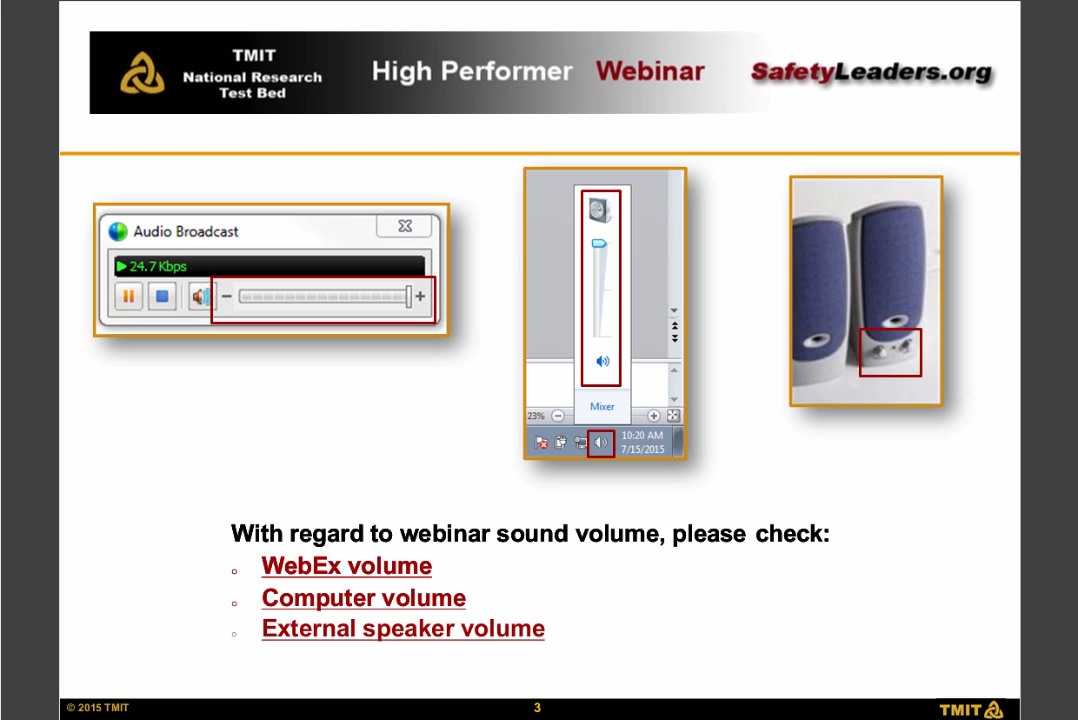 TMIT
National Research
Test Bed
High Performer Webinar
SafetyLeaders.org
Audio Broadcast
24.7 Kbps
Mixer
23%
10:20 AM
7/15/2015
With regard to webinar sound volume, please check:
WebEx volume
Computer volume
External speaker volume
© 2015 TMIT
3
TMIT